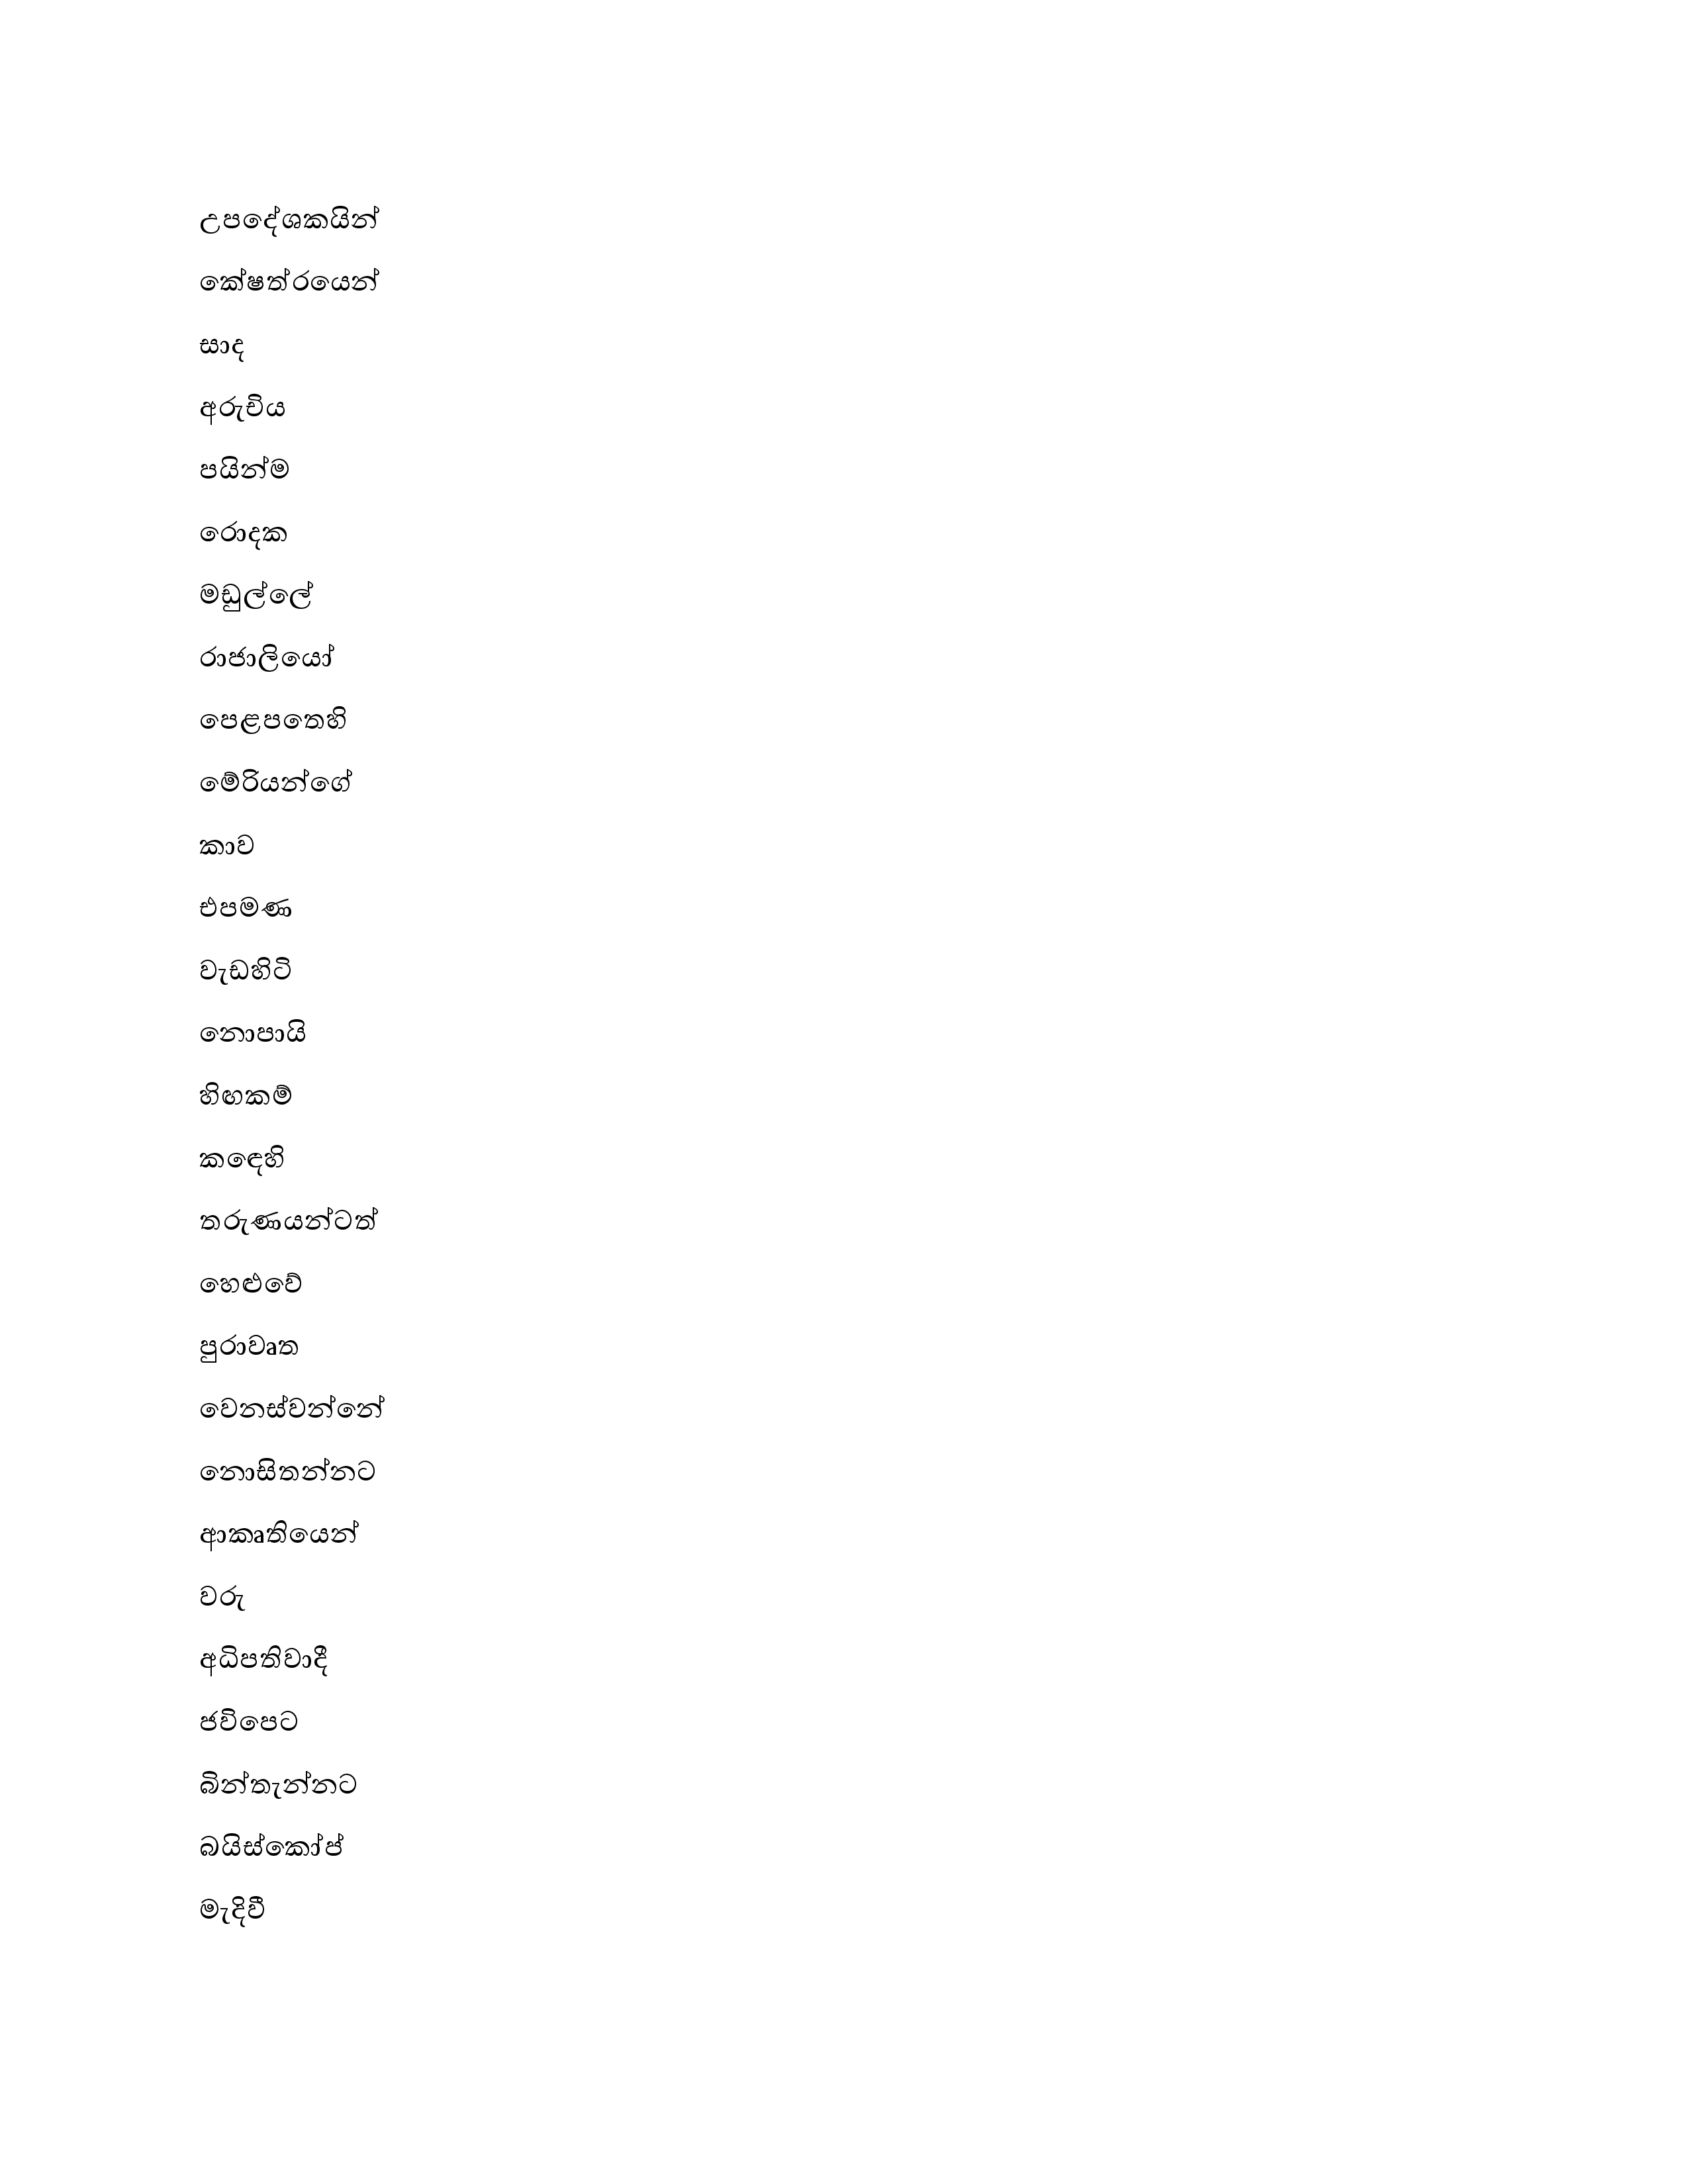 උපදේශකයින්
කේෂත්රයෙන්
සාද
අරුචිය
පයින්ම
රොදක
මඩුල්ලේ
රාජාලියෝ
පෙළපතෙහි
මේරියන්ගේ
කාව
එපමණ
වැඩහිටි
නොපායි
හිඟකම්
කඳෙහි
තරුණයන්ටත්
හෙළුවේ
පුරාවෘත
වෙනස්වන්නේ
නොසිතන්නට
ආකෘතියෙන්
වරු
අධිපතිවාදී
ජවිපෙට
බින්තැන්නට
බයිස්කෝප්
මැදිවී